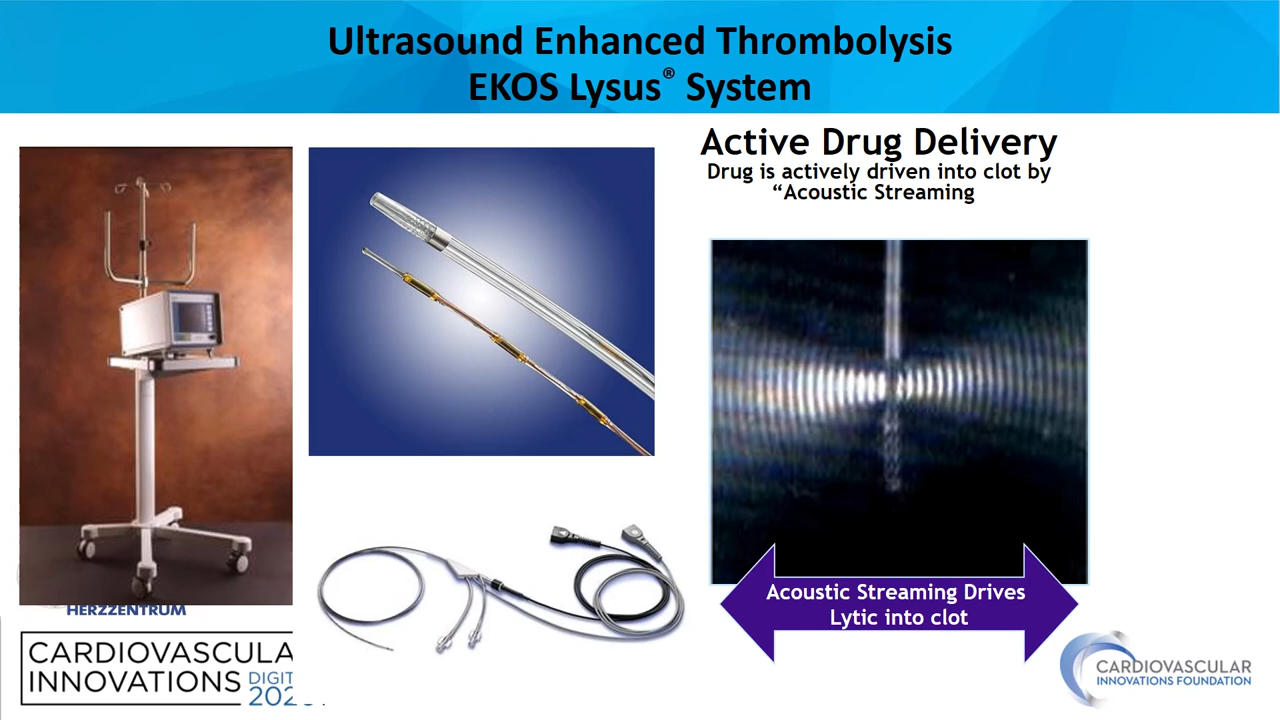 Ultrasound Enhanced Thrombolysis
EKOS Lysus® System
Active Drug Delivery
Drug is actively driven into clot by
“Acoustic Streaming
Acoustic Streaming Drives
Lytic into clot
HERZZENTRUM
CARDIOVASCULA
INNOVATIONS DIGIT
CARDIOVASCULAR
INNOVATIONS FOUNDATION